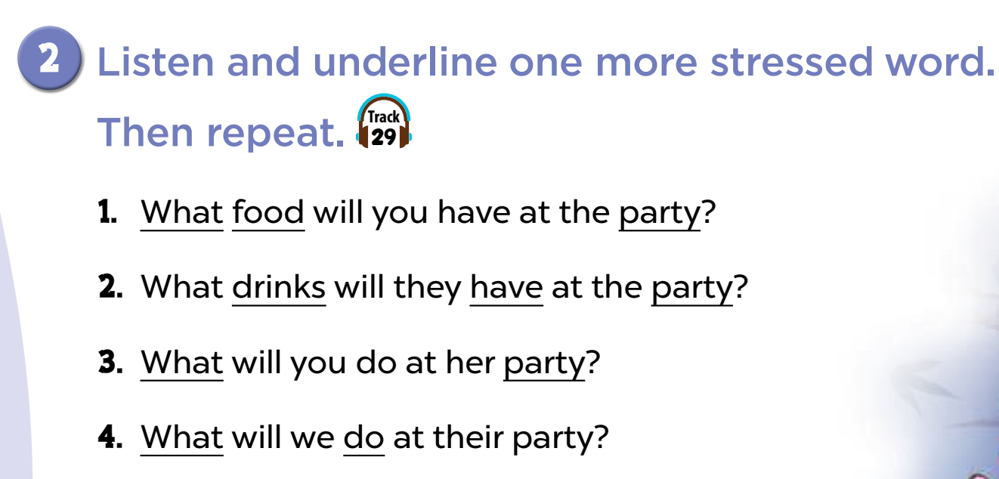 2 Listen and underline one more stressed word.
Then repeat. Track 29
1. What food will you have at the party?
2. What drinks will they have at the party?
3. What will you do at her party?
4. What will we do at their party?